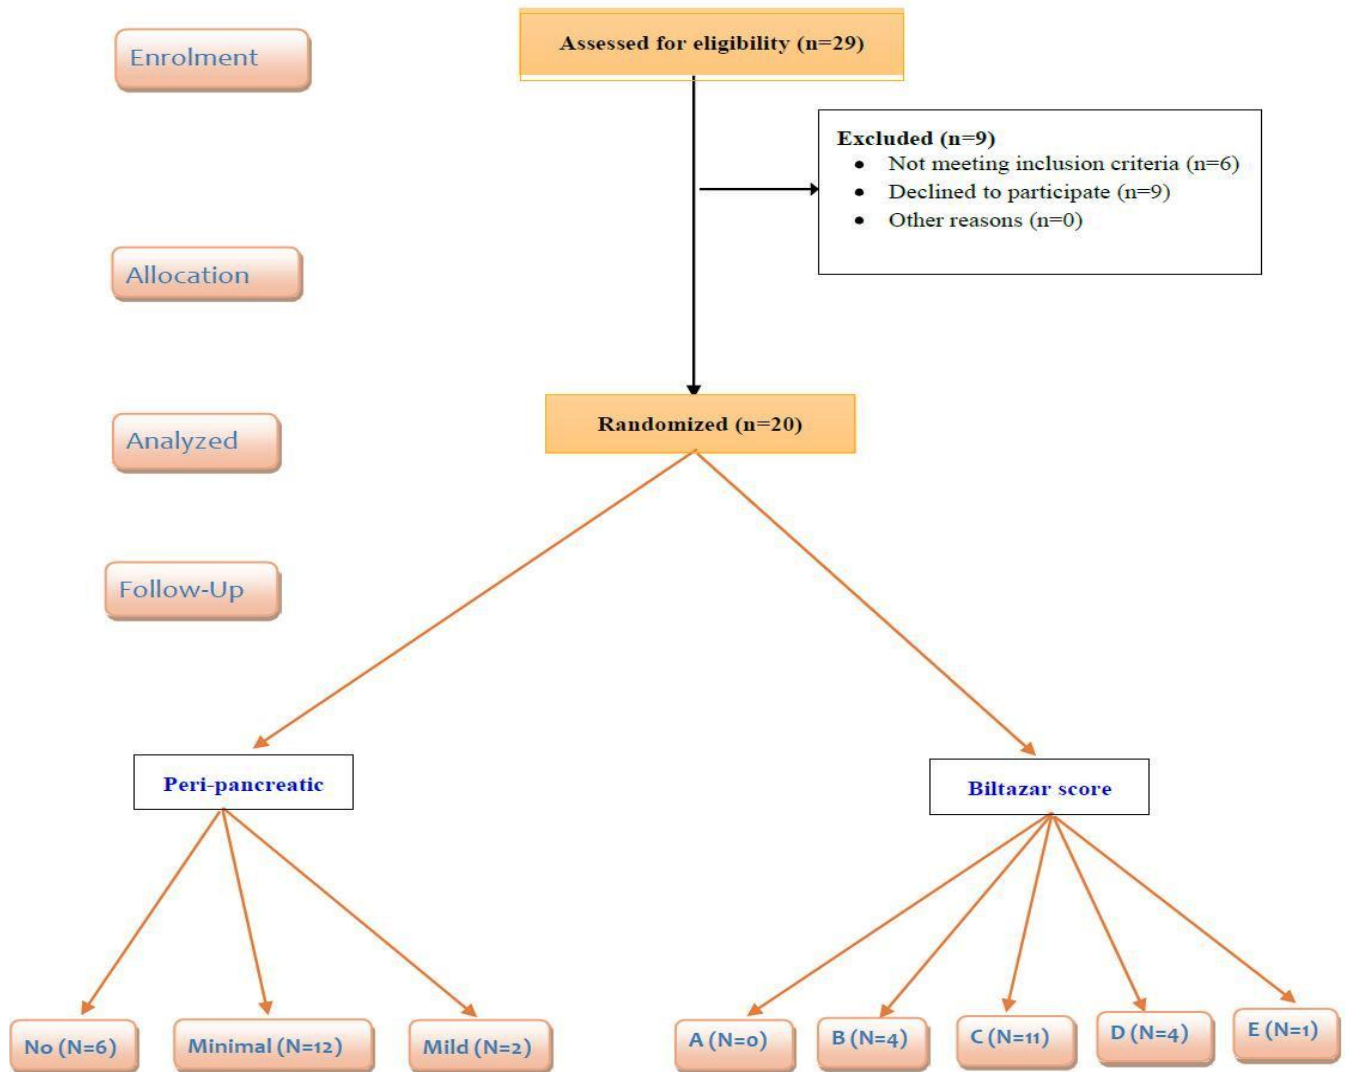 Enrolment
Assessed for eligibility (n=29)
Excluded (n=9)
• Not meeting inclusion criteria (n=6)
• Declined to participate (n=9)
• Other reasons (n=0)
Allocation
Analyzed
Randomized (n=20)
Follow-Up
Peri-pancreatic
Biltazar score
No (N=6)
Minimal (N=12)
Mild (N=2)
A (N=0)
B (N=4)
C (N=11)
D (N=4)
E (N=1)